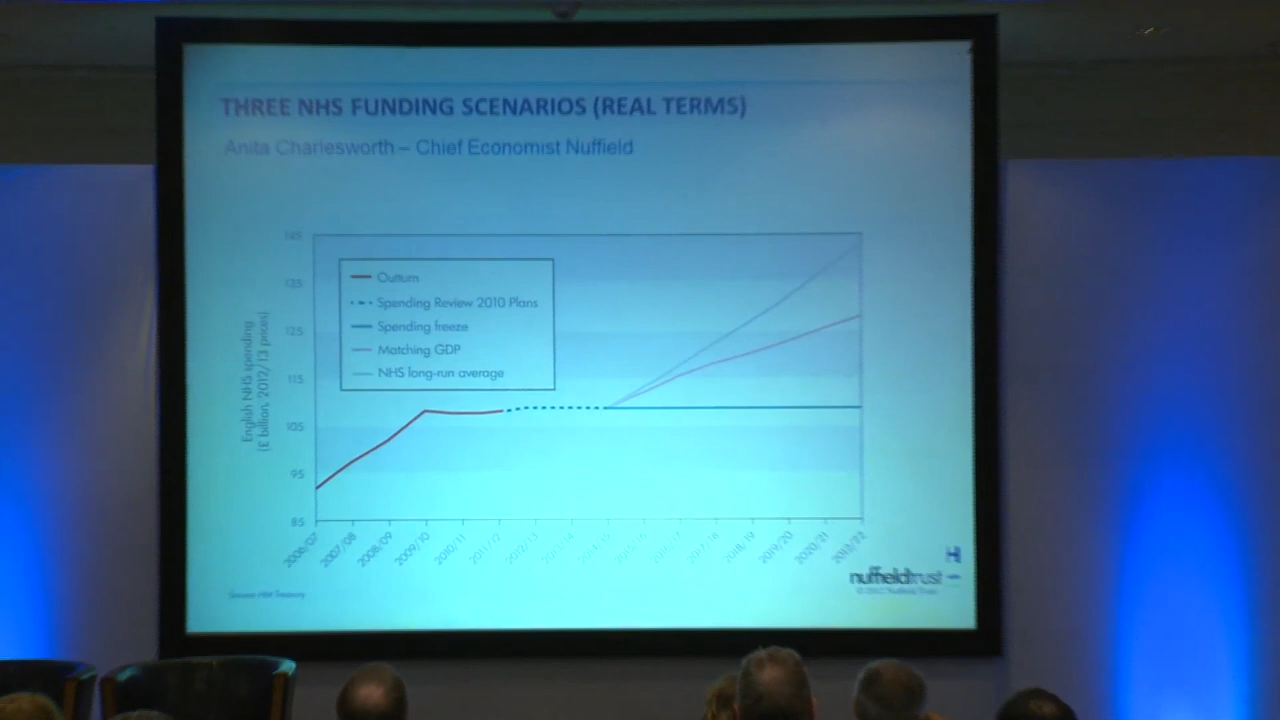 THREE NHS FUNDING SCENARIOS (REAL TERMS)
Anita Charlesworth – Chief Economist Nuffield
145
135
125
115
105
95
85
English NHS spending
(£ billion, 2012/13 prices)
Outturn
Spending Review 2010 Plans
Spending freeze
Matching GDP
NHS long-run average
2006/07
2007/08
2008/09
2009/10
2010/11
2011/12
2012/13
2013/14
2014/15
2015/16
2016/17
2017/18
2018/19
2019/20
2020/21
Source: HM Treasury
nuffieldtrust
© 2012 Nuffield Trust